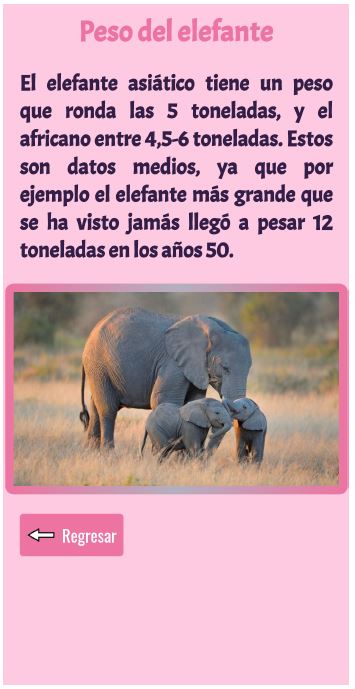 Peso del elefante
El elefante asiático tiene un peso
que ronda las 5 toneladas, y el
africano entre 4,5-6 toneladas. Estos
son datos medios, ya que por
ejemplo el elefante más grande que
se ha visto jamás llegó a pesar 12
toneladas en los años 50.
Regresar